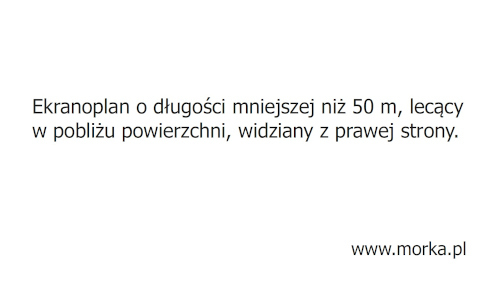 Ekranoplan o długości mniejszej niż 50 m, lecący
w pobliżu powierzchni, widziany z prawej strony.
www.morka.pl